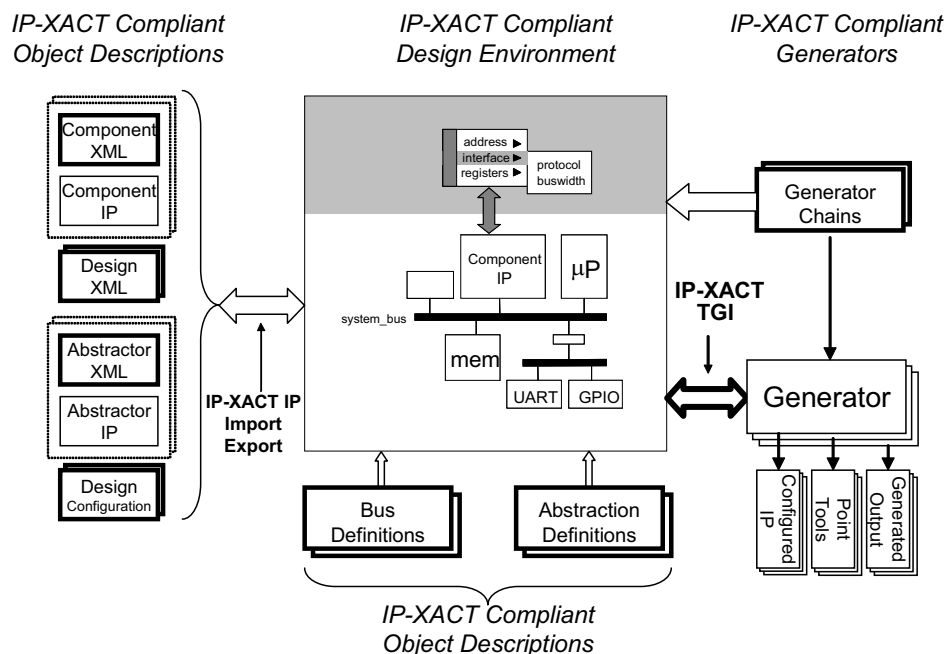 IP-XACT Compliant
Object Descriptions
IP-XACT Compliant
Design Environment
IP-XACT Compliant
Generators
Component
XML
Component
IP
Design
XML
Abstractor
XML
Abstractor
IP
Design
Configuration
IP-XACT IP
Import
Export
address
interface
registers
protocol
buswidth
Component
IP
µP
system_bus
mem
UART
GPIO
IP-XACT
TGI
Generator
Chains
Generator
Configured
IP
Point
Tools
Generated
Output
Bus
Definitions
Abstraction
Definitions
IP-XACT Compliant
Object Descriptions